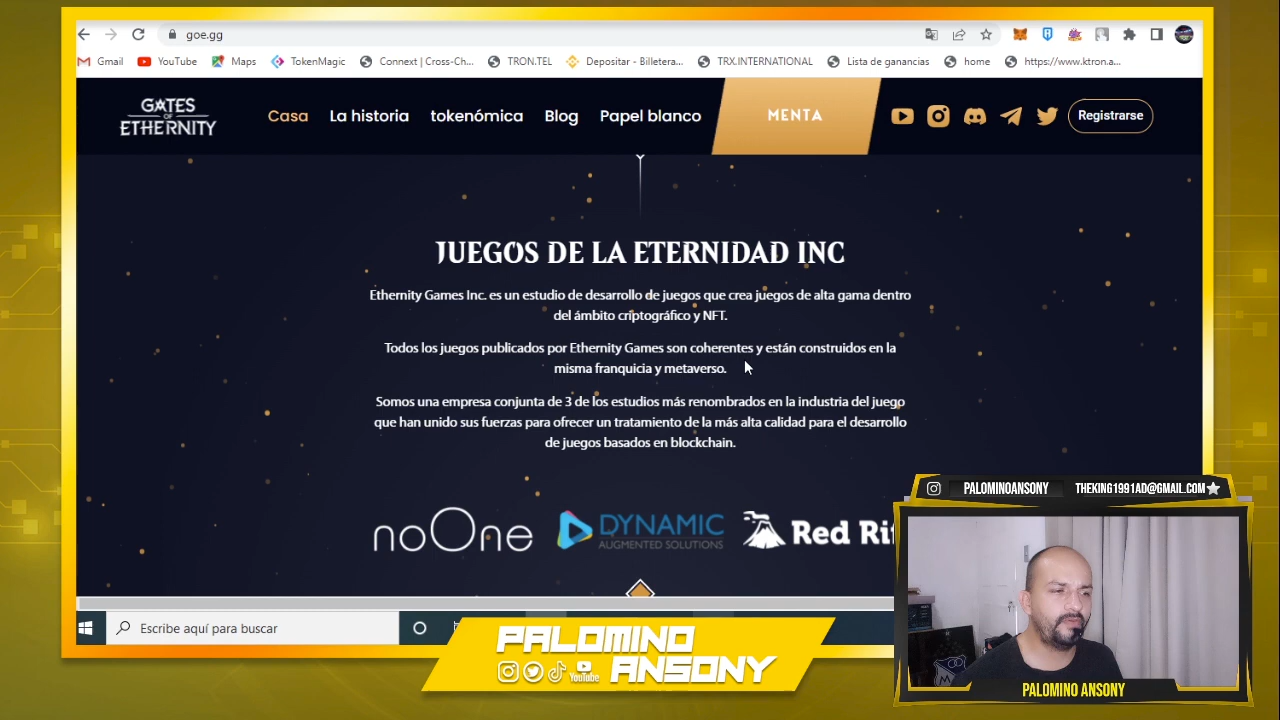 goe.gg
Gmail
YouTube
Maps
TokenMagic
Connext | Cross-Ch...
TRON.TEL
Depositar - Billetera...
TRX.INTERNATIONAL
Lista de ganancias
home
https://www.ktron.a...
GATES
OF
ETHERNITY
Casa
La historia
tokenómica
Blog
Papel blanco
MENTA
Registrarse
JUEGOS DE LA ETERNIDAD INC
Ethernity Games Inc. es un estudio de desarrollo de juegos que crea juegos de alta gama dentro
del ámbito criptográfico y NFT.
Todos los juegos publicados por Ethernity Games son coherentes y están construidos en la
misma franquicia y metaverso.
Somos una empresa conjunta de 3 de los estudios más renombrados en la industria del juego
que han unido sus fuerzas para ofrecer un tratamiento de la más alta calidad para el desarrollo
de juegos basados en blockchain.
noOne
DYNAMIC
AUGMENTED SOLUTIONS
Red Ri
PALOMINOANSONY
THEKING1991AD@GMAIL.COM
Escribe aquí para buscar
PALOMINO
ANSONY
YouTube
PALOMINO ANSONY